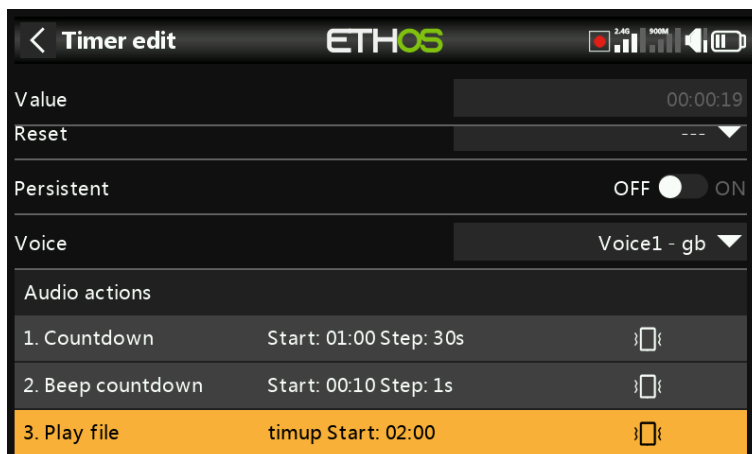 Timer edit ETHOS 2.4G 900M
Value 00:00:19
Reset ---
Persistent OFF ON
Voice Voice1 - gb
Audio actions
1. Countdown Start: 01:00 Step: 30s
2. Beep countdown Start: 00:10 Step: 1s
3. Play file timup Start: 02:00